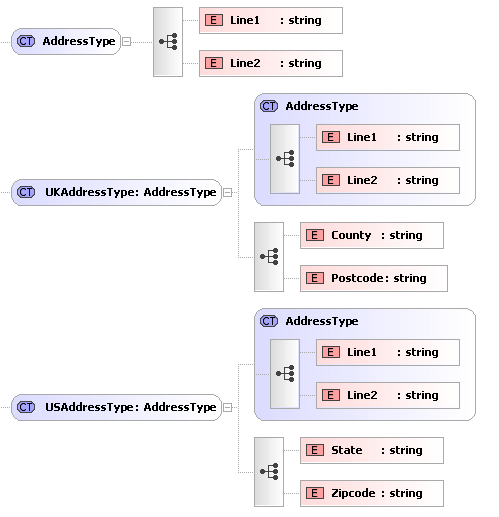 E Line1 : string
CT AddressType
E Line2 : string
CT AddressType
E Line1 : string
E Line2 : string
CT UKAddressType: AddressType
E County : string
E Postcode: string
CT AddressType
E Line1 : string
E Line2 : string
CT USAddressType: AddressType
E State : string
E Zipcode : string